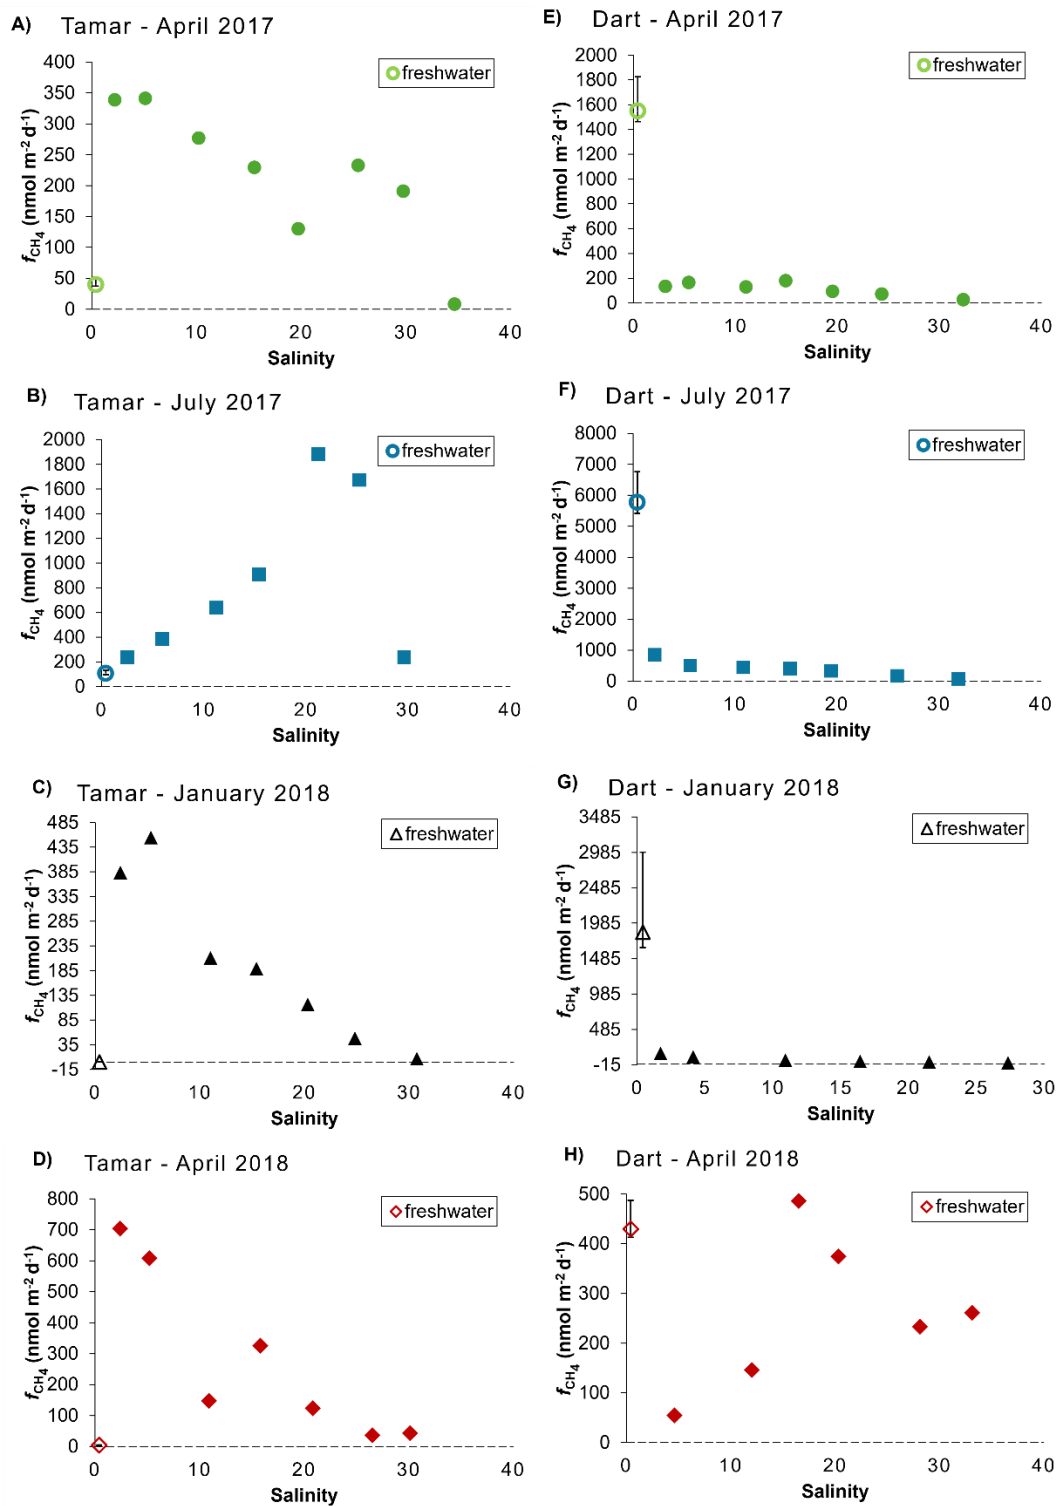 A) Tamar - April 2017
400
350
300
250
200
150
100
50
0
fCH4 (nmol m-2 d-1)
freshwater
0 10 20 30 40
Salinity
B) Tamar - July 2017
2000
1800
1600
1400
1200
1000
800
600
400
200
0
fCH4 (nmol m-2 d-1)
freshwater
0 10 20 30 40
Salinity
C) Tamar - January 2018
485
435
385
335
285
235
185
135
85
35
-15
fCH4 (nmol m-2 d-1)
freshwater
0 10 20 30 40
Salinity
D) Tamar - April 2018
800
700
600
500
400
300
200
100
0
fCH4 (nmol m-2 d-1)
freshwater
0 10 20 30 40
Salinity
E) Dart - April 2017
2000
1800
1600
1400
1200
1000
800
600
400
200
0
fCH4 (nmol m-2 d-1)
freshwater
0 10 20 30 40
Salinity
F) Dart - July 2017
8000
7000
6000
5000
4000
3000
2000
1000
0
fCH4 (nmol m-2 d-1)
freshwater
0 10 20 30 40
Salinity
G) Dart - January 2018
3485
2985
2485
1985
1485
985
485
-15
fCH4 (nmol m-2 d-1)
freshwater
0 5 10 15 20 25 30
Salinity
H) Dart - April 2018
500
400
300
200
100
0
fCH4 (nmol m-2 d-1)
freshwater
0 10 20 30 40
Salinity